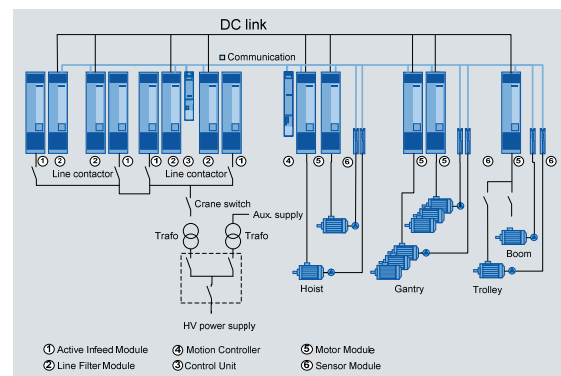 DC link
Communication
① ② ② ① ① ② ③ ② ① ④ ⑤ ⑤ ⑥ ⑤ ⑤ ⑥ ⑥ ⑤ ⑥
Line contactor
Line contactor
Crane switch
Aux. supply
Trafo
Trafo
Boom
Hoist
Gantry
Trolley
HV power supply
① Active Infeed Module
④ Motion Controller
⑤ Motor Module
② Line Filter Module
③ Control Unit
⑥ Sensor Module